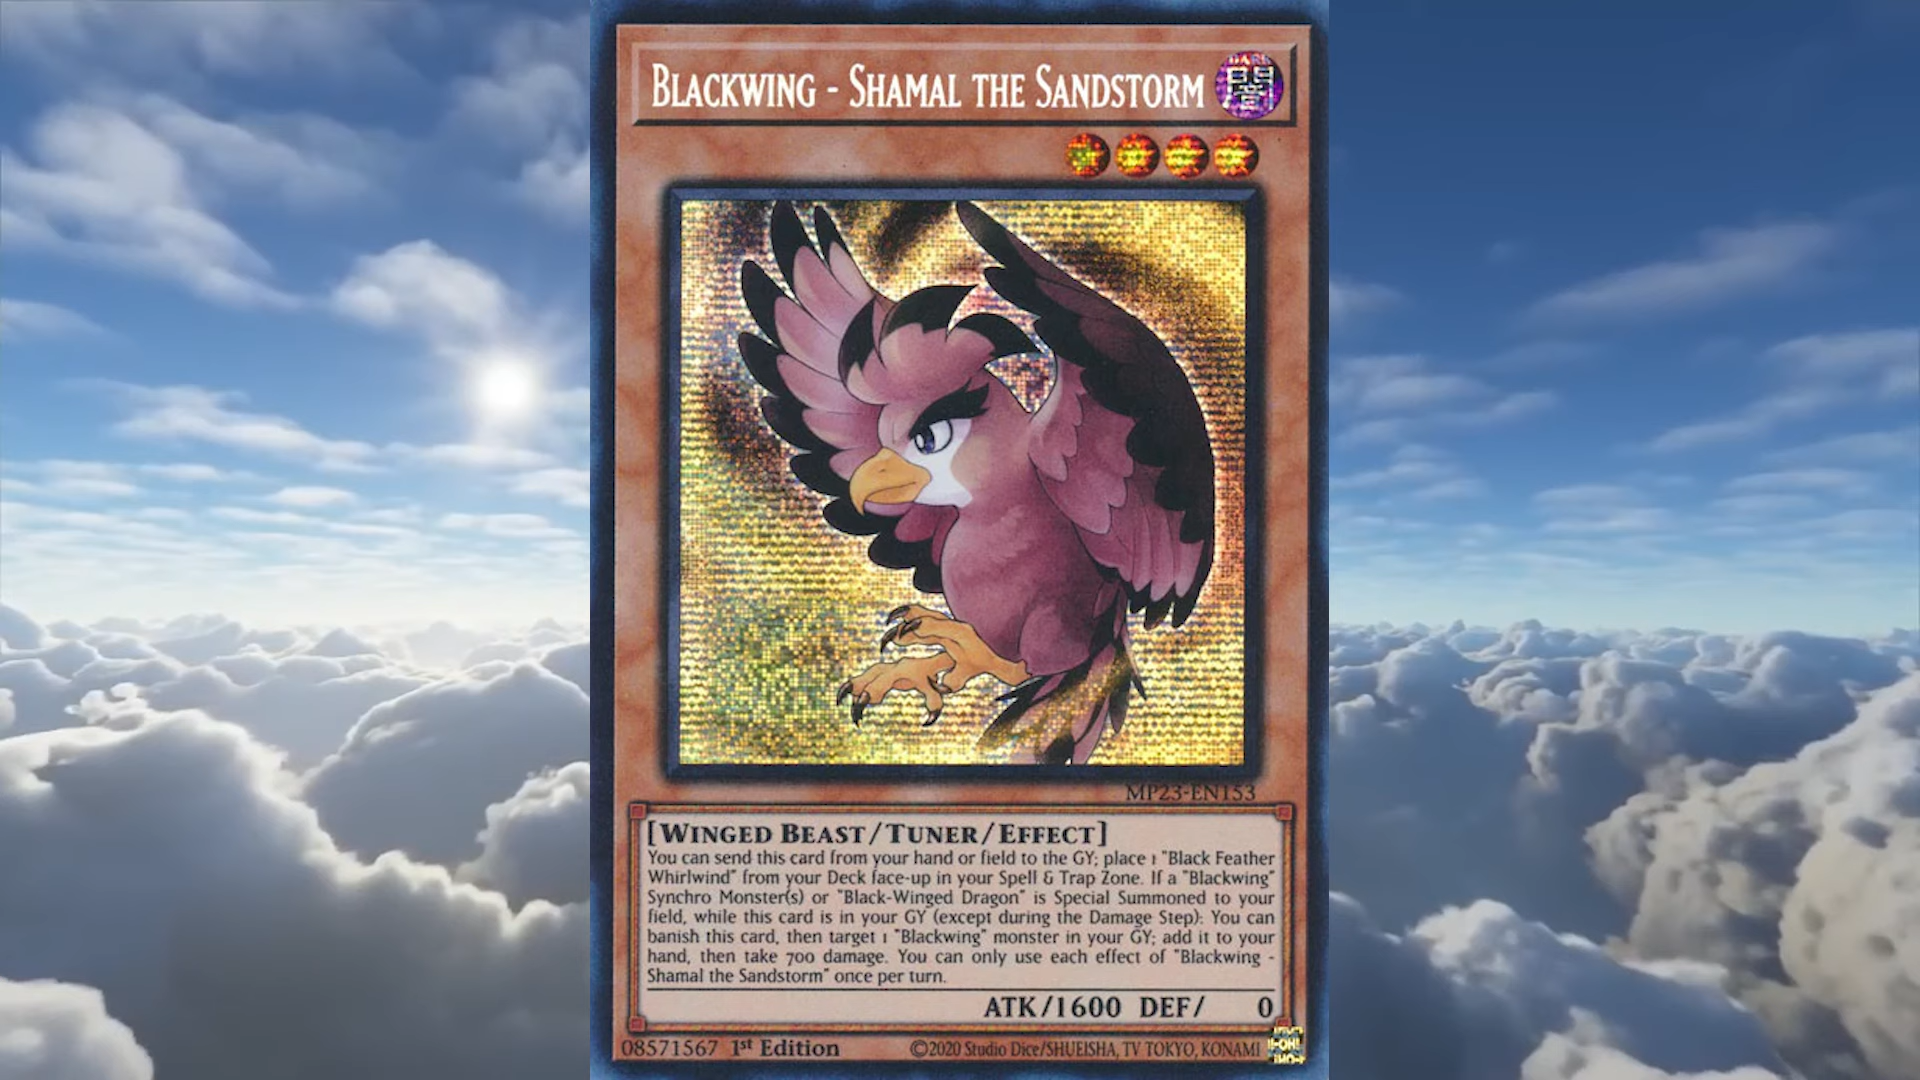 Blackwing - Shamal the Sandstorm
DARK
闇
MP23-EN153
[Winged Beast/Tuner/Effect]
You can send this card from your hand or field to the GY; place 1 "Black Feather
Whirlwind" from your Deck face-up in your Spell & Trap Zone. If a "Blackwing"
Synchro Monster(s) or "Black-Winged Dragon" is Special Summoned to your
field, while this card is in your GY (except during the Damage Step): You can
banish this card, then target 1 "Blackwing" monster in your GY; add it to your
hand, then take 700 damage. You can only use each effect of "Blackwing -
Shamal the Sandstorm" once per turn.
ATK/1600 DEF/ 0
08571567 1st Edition ©2020 Studio Dice/SHUEISHA, TV TOKYO, KONAMI